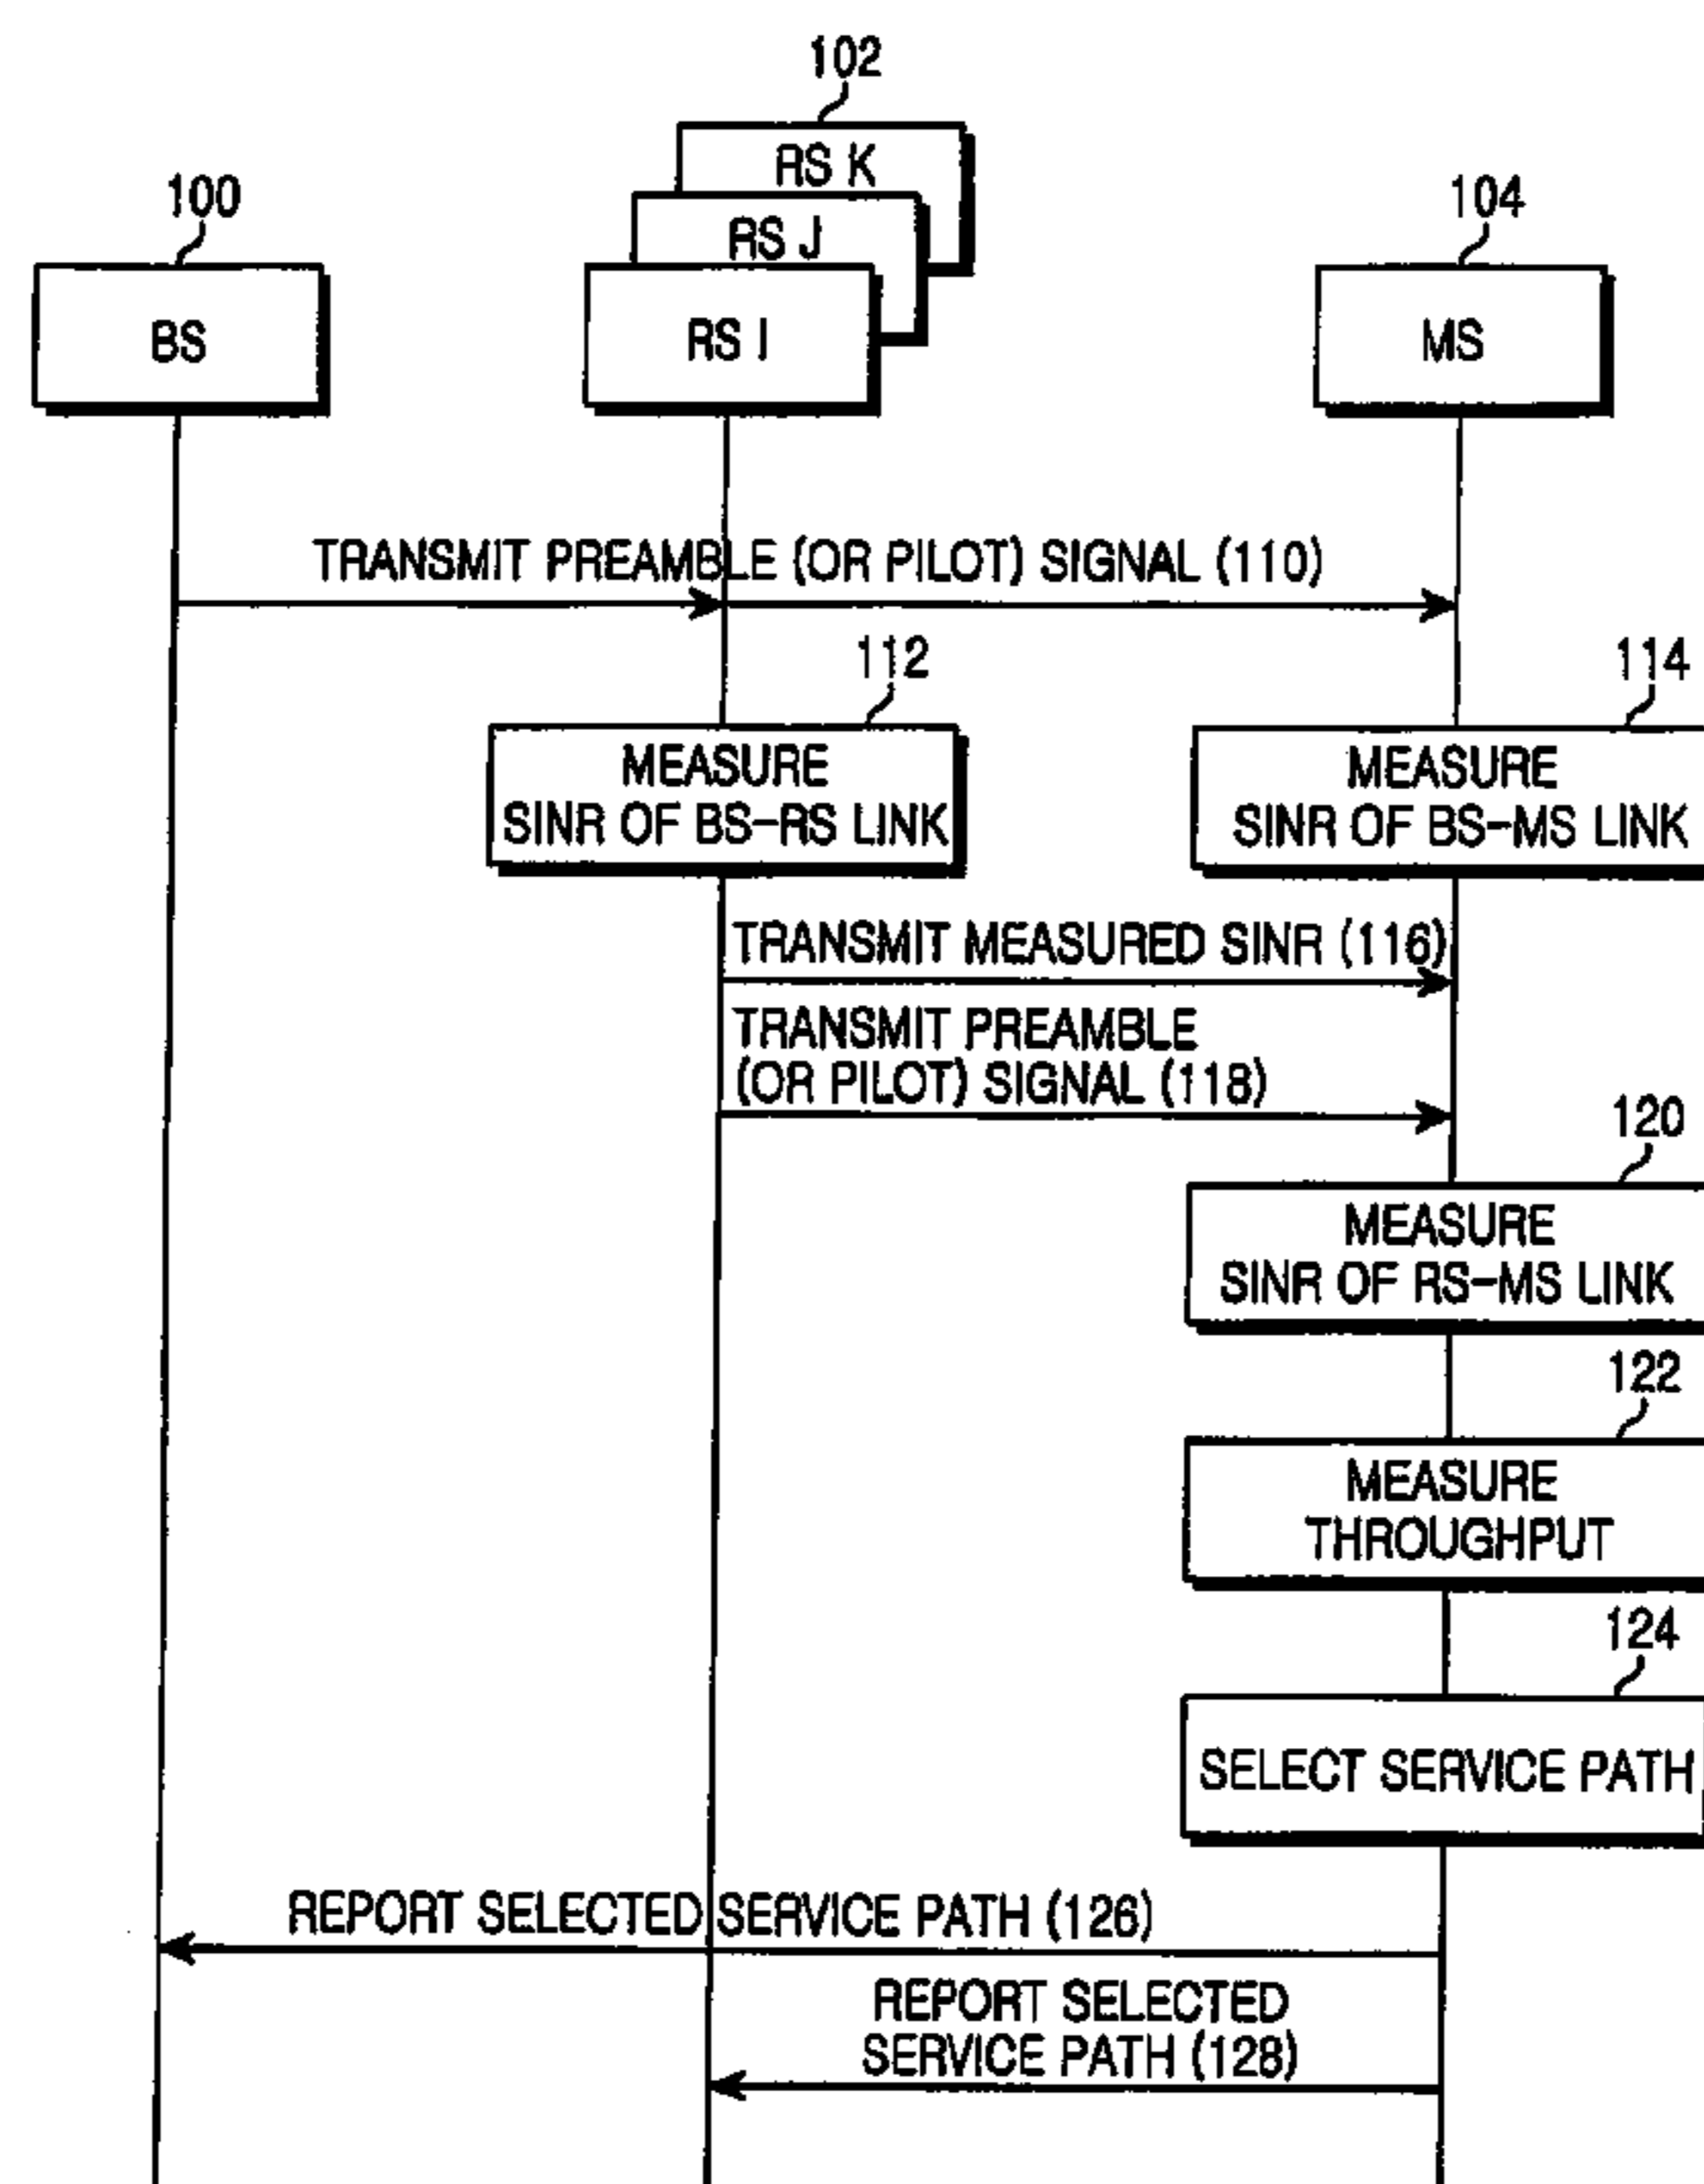 102
RS K
100
RS J
104
BS
RS I
MS
TRANSMIT PREAMBLE (OR PILOT) SIGNAL (110)
112
114
MEASURE
SINR OF BS-RS LINK
MEASURE
SINR OF BS-MS LINK
TRANSMIT MEASURED SINR (116)
TRANSMIT PREAMBLE
(OR PILOT) SIGNAL (118)
120
MEASURE
SINR OF RS-MS LINK
122
MEASURE
THROUGHPUT
124
SELECT SERVICE PATH
REPORT SELECTED SERVICE PATH (126)
REPORT SELECTED
SERVICE PATH (128)